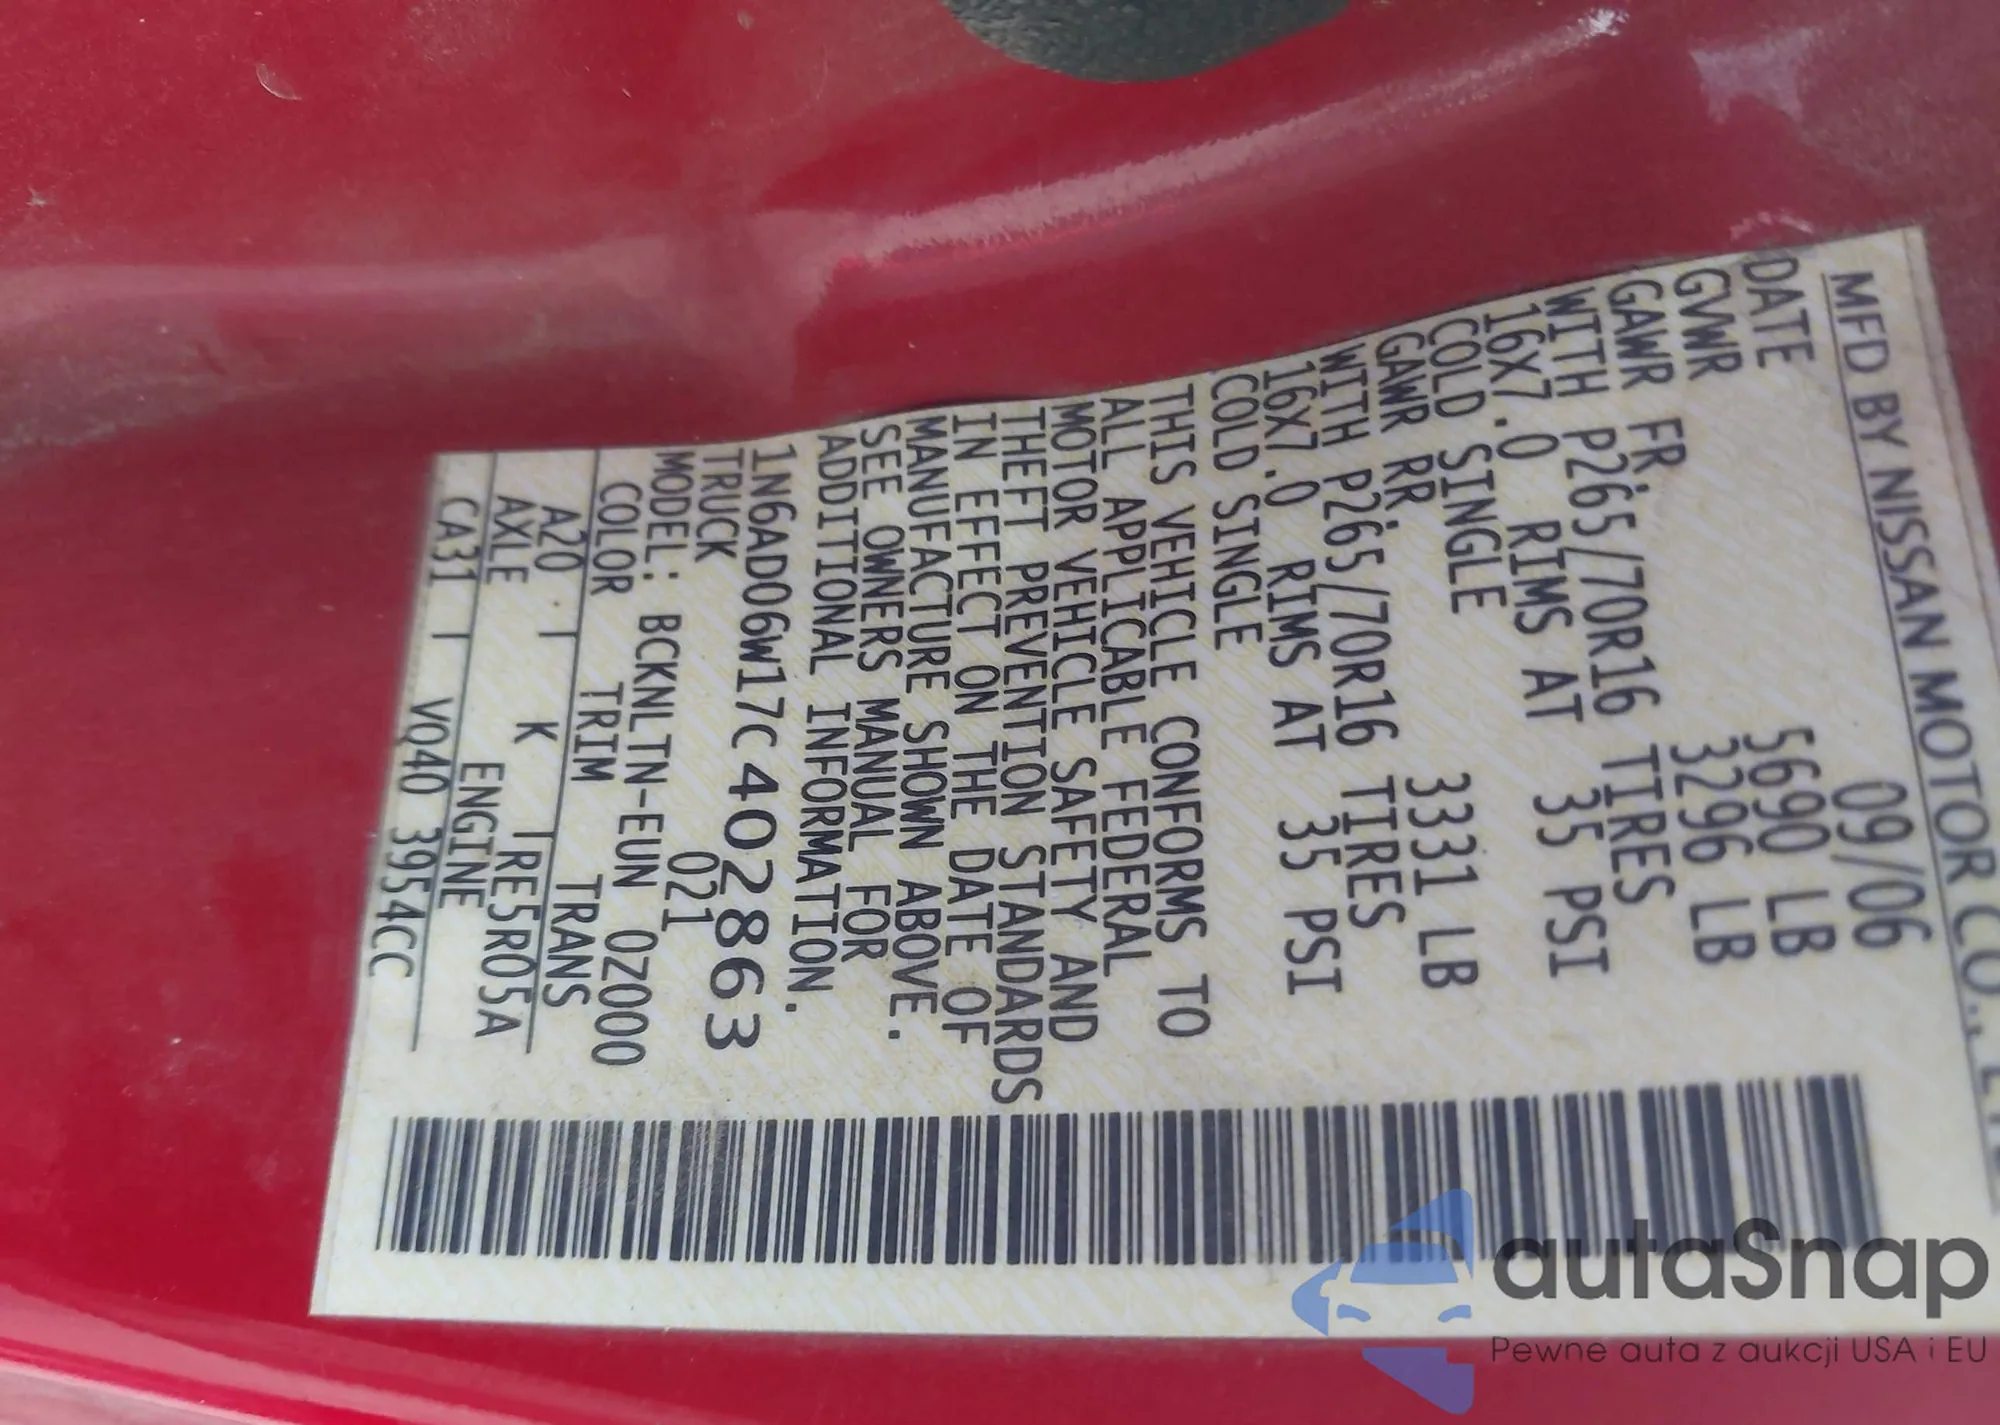 MFD BY NISSAN MOTOR CO.,
DATE 09/06
GVWR 5690 LB
GAWR FR. 3296 LB
WITH P265/70R16 TIRES
16X7.0 RIMS AT 35 PSI
COLD SINGLE
GAWR RR. 3331 LB
WITH P265/70R16 TIRES
16X7.0 RIMS AT 35 PSI
COLD SINGLE
THIS VEHICLE CONFORMS TO
ALL APPLICABLE FEDERAL
MOTOR VEHICLE SAFETY AND
THEFT PREVENTION STANDARDS
IN EFFECT ON THE DATE OF
MANUFACTURE SHOWN ABOVE.
SEE OWNERS MANUAL FOR
ADDITIONAL INFORMATION.
1N6AD06W17C402863
TRUCK 021
MODEL: BCKNLTN-EUN 0Z000
COLOR TRIM TRANS
A20 K TRE5R05A
AXLE ENGINE
CA31 VQ40 3954CC
autaSnap
Pewne auta z aukcji USA i EU